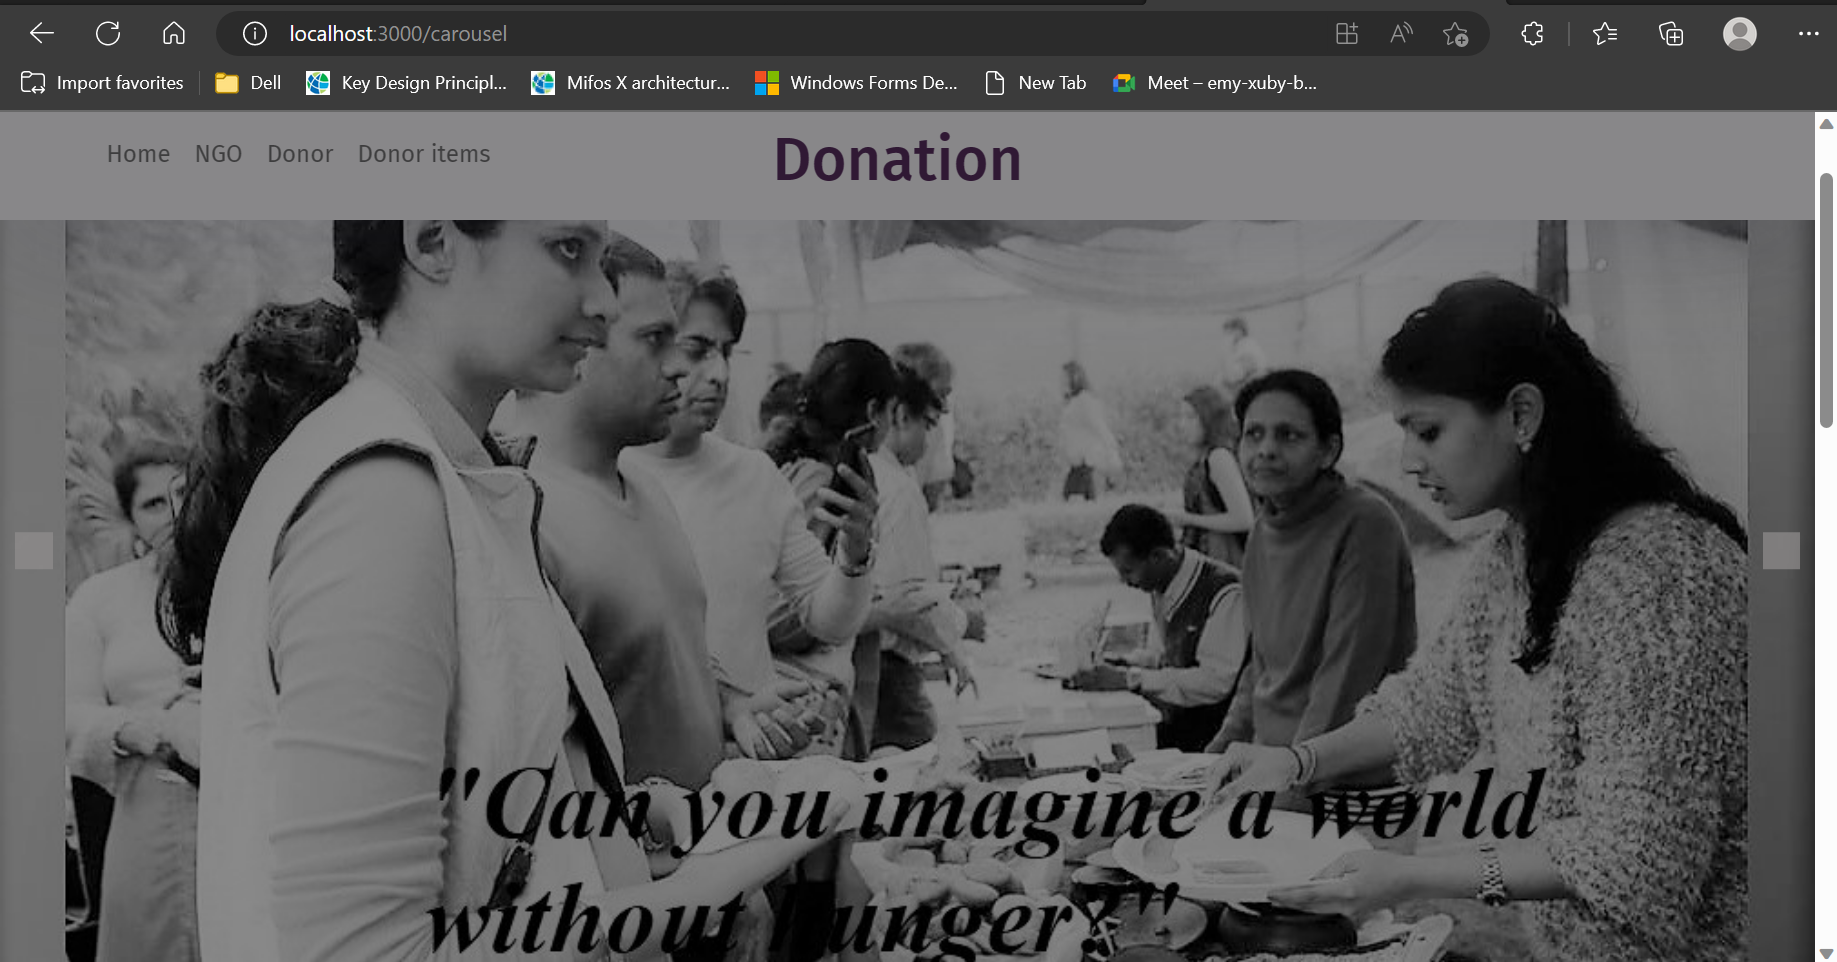 localhost:3000/carousel
Import favorites Dell Key Design Principl... Mifos X architectur... Windows Forms De... New Tab Meet – emy-xuby-b...
Home NGO Donor Donor items Donation
"Can you imagine a world
without hunger?"